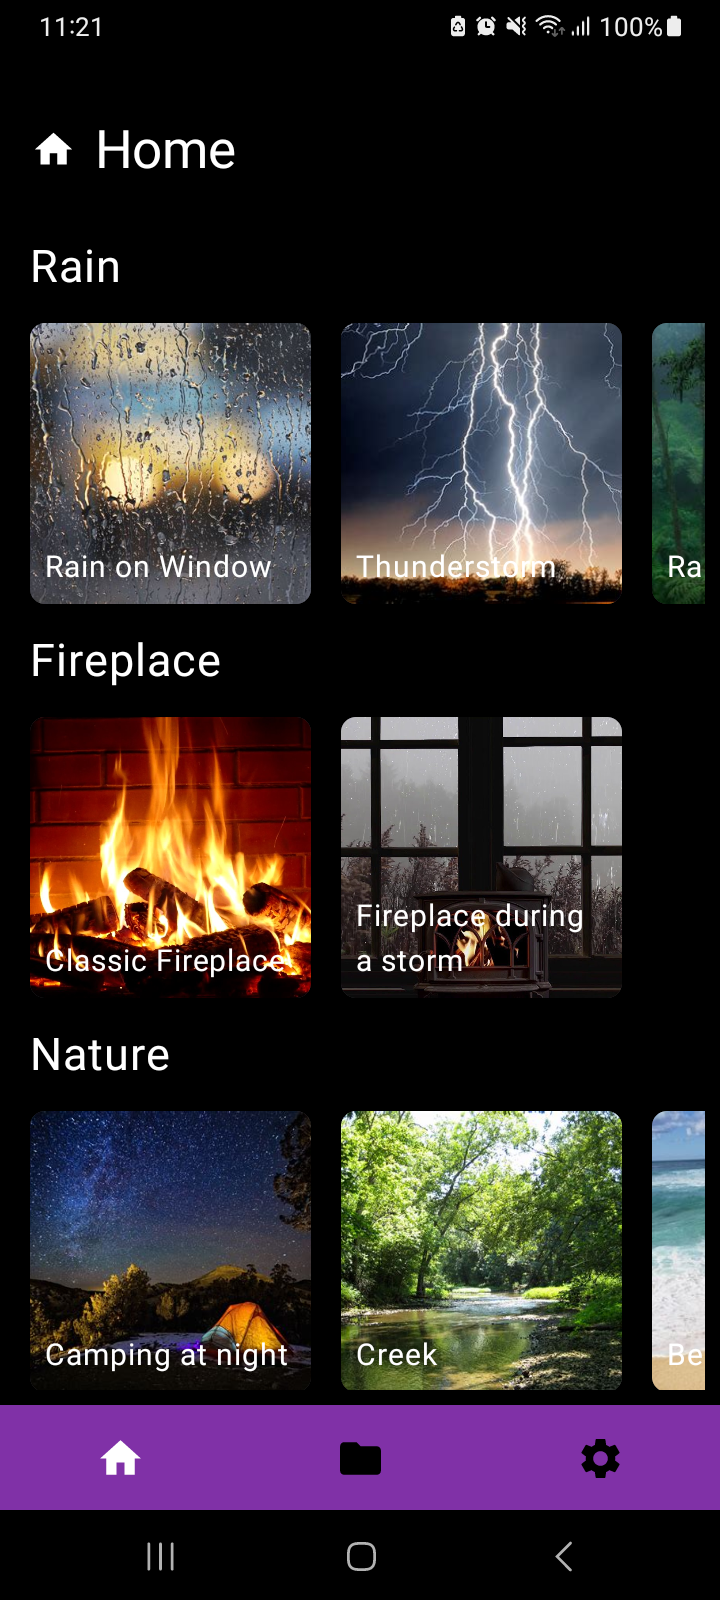 11:21
100%
Home
Rain
Rain on Window
Thunderstorm
Ra
Fireplace
Classic Fireplace
Fireplace during
a storm
Nature
Camping at night
Creek
Be